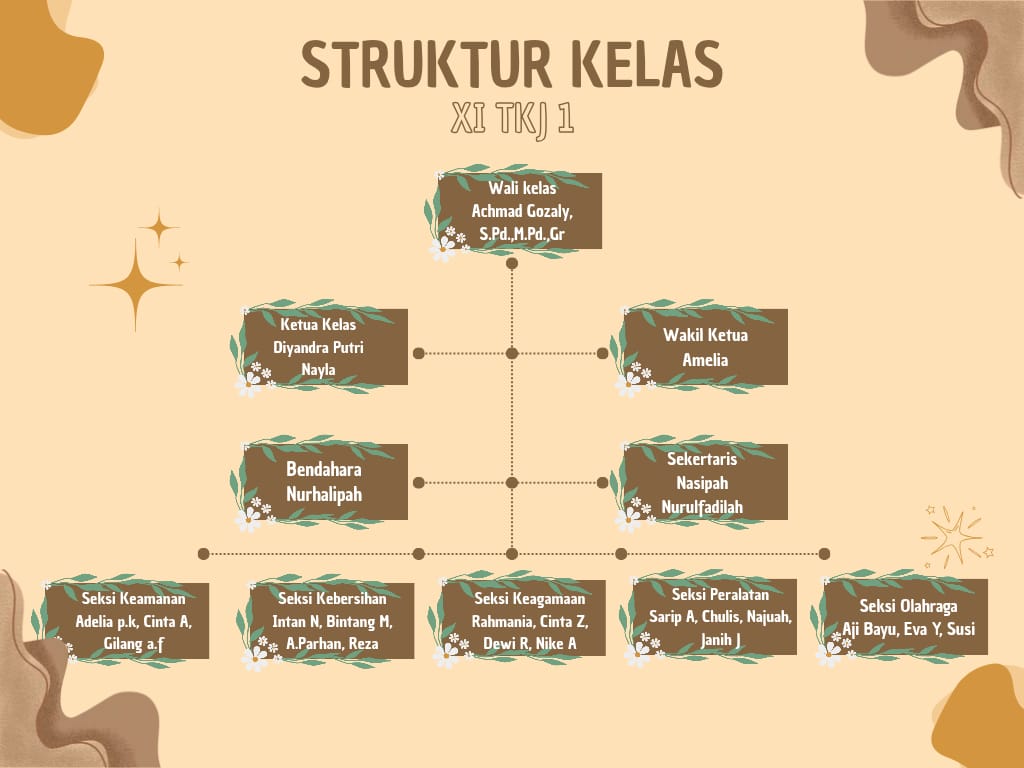 STRUKTUR KELAS
XI TKJ 1
Wali kelas
Achmad Gozaly,
S.Pd.,M.Pd.,Gr
Ketua Kelas
Diyandra Putri
Nayla
Wakil Ketua
Amelia
Bendahara
Nurhalipah
Sekertaris
Nasipah
Nurulfadilah
Seksi Keamanan
Adelia p.k, Cinta A,
Gilang a.f
Seksi Kebersihan
Intan N, Bintang M,
A.Parhan, Reza
Seksi Keagamaan
Rahmania, Cinta Z,
Dewi R, Nike A
Seksi Peralatan
Sarip A, Chulis, Najuah,
Janih J
Seksi Olahraga
Aji Bayu, Eva Y, Susi